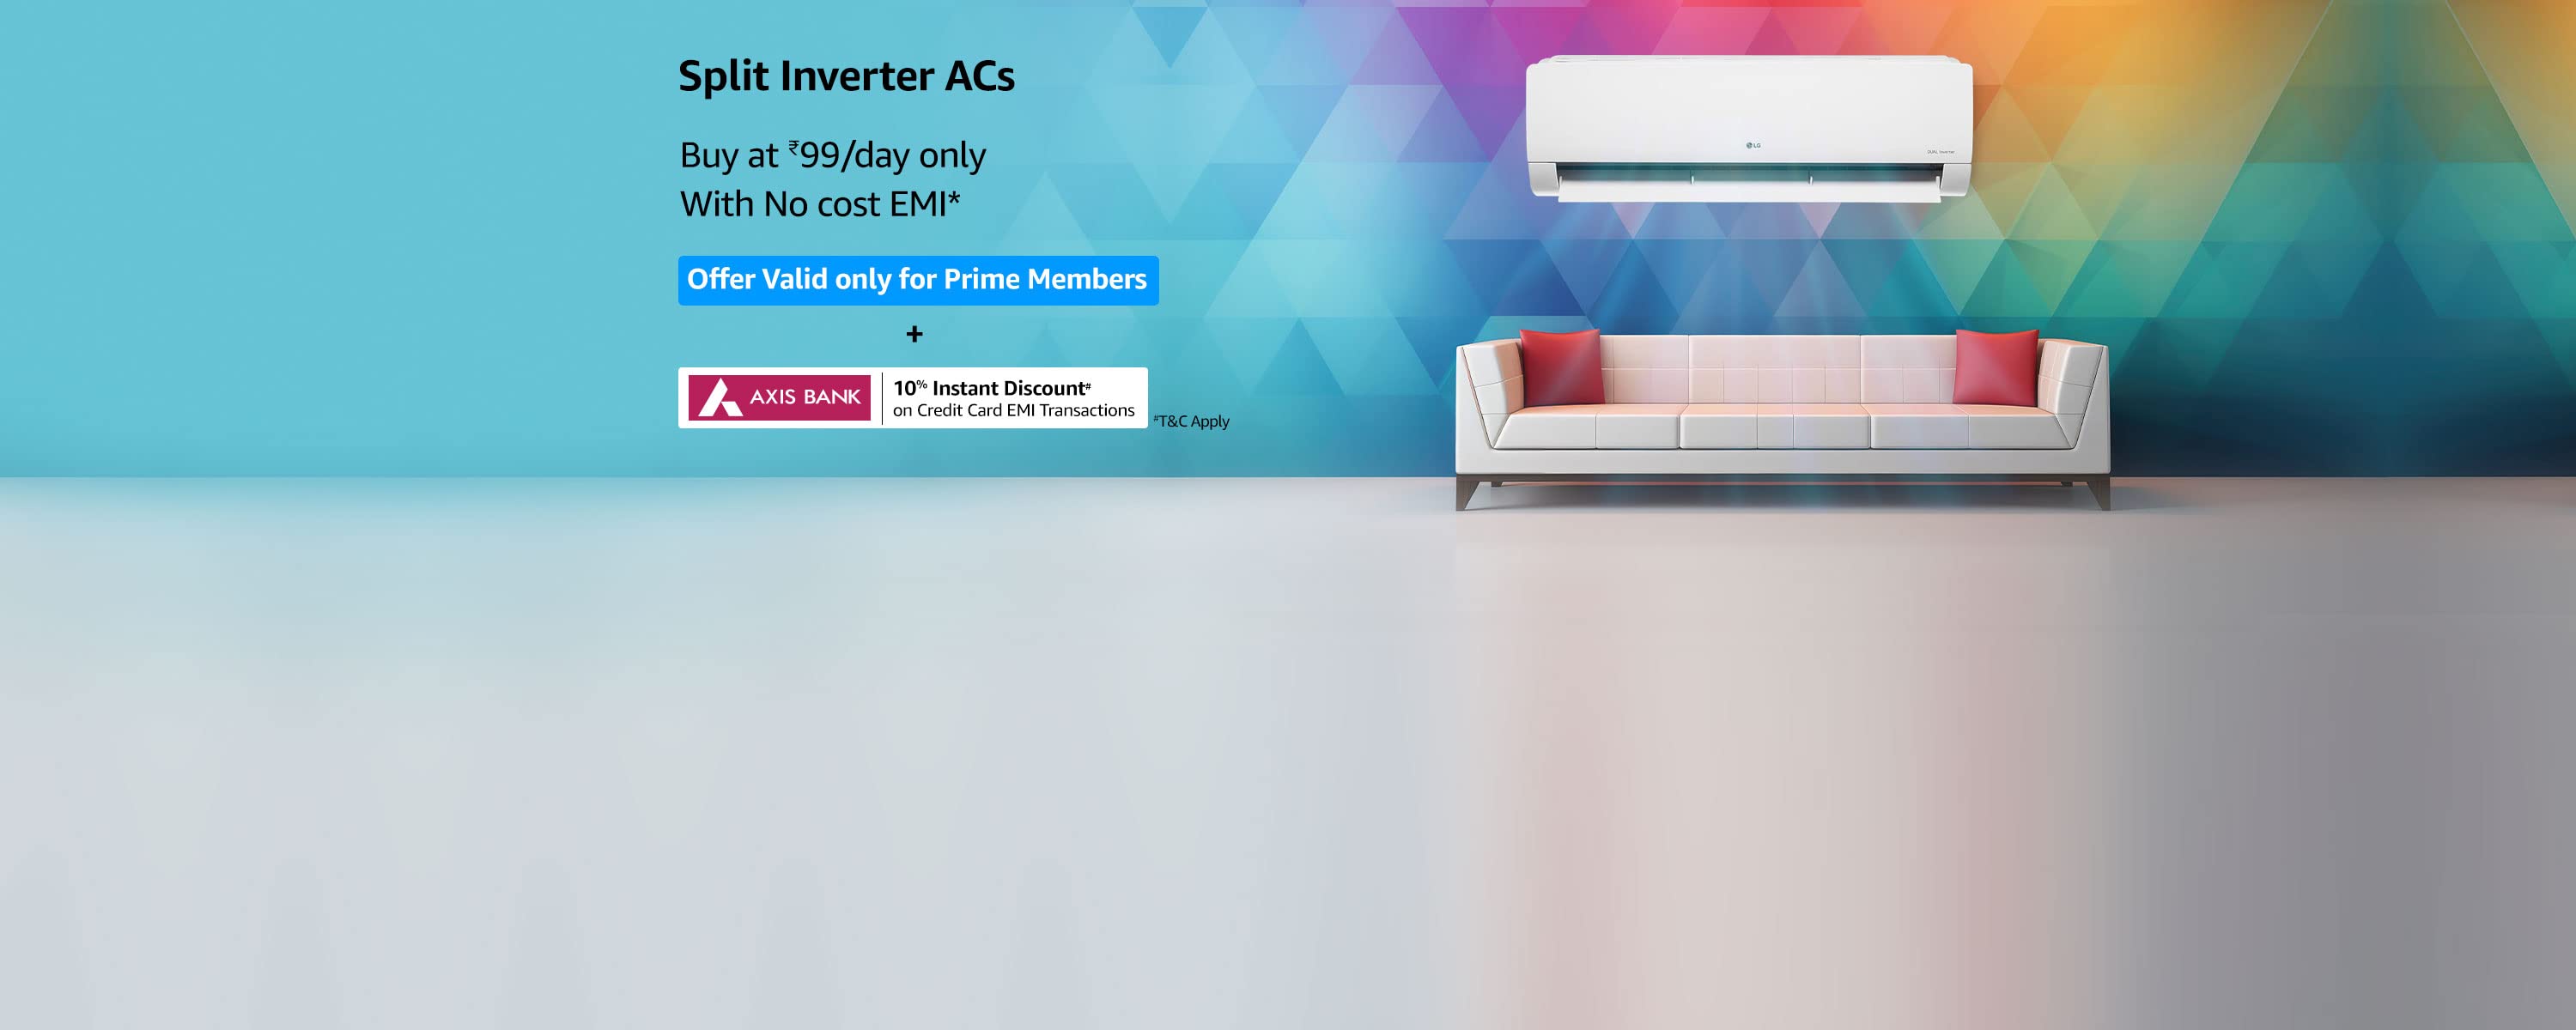 Split Inverter ACs
Buy at ₹99/day only
With No cost EMI*
Offer Valid only for Prime Members
+
AXIS BANK
10% Instant Discount#
on Credit Card EMI Transactions
#T&C Apply
LG
DUAL Inverter